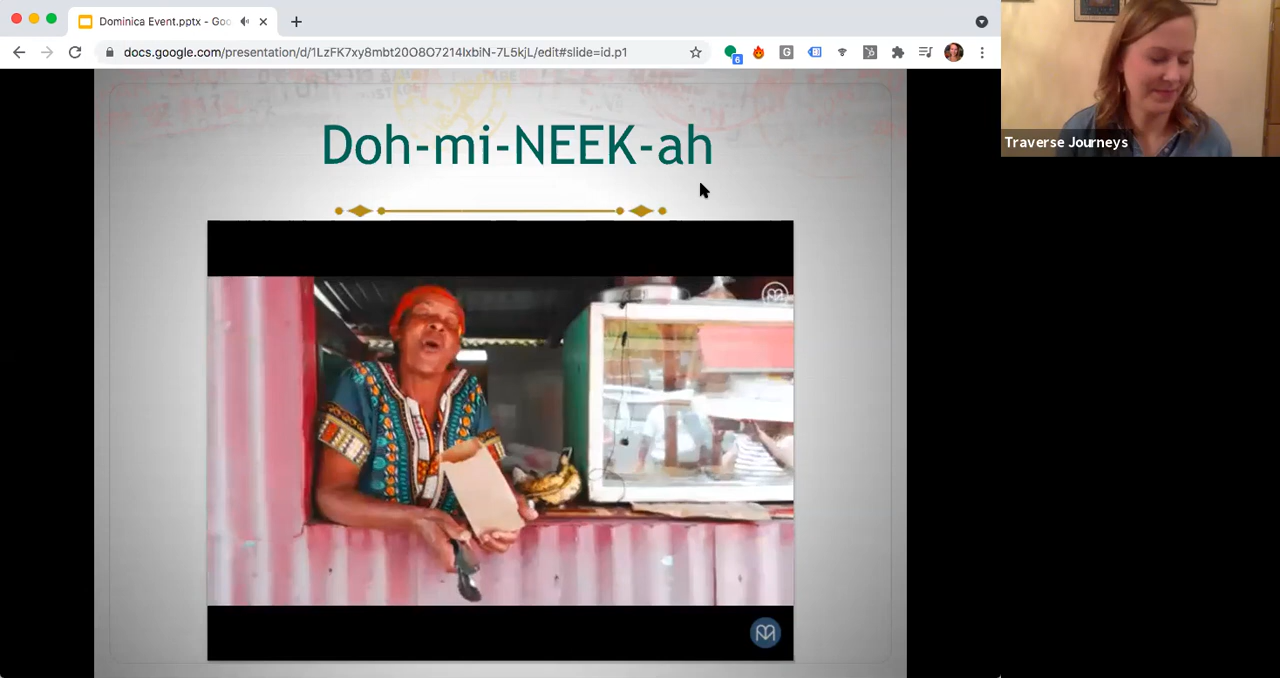 Dominica Event.pptx - Goo
docs.google.com/presentation/d/1LzFK7xy8mbt20O8O7214IxbiN-7L5kjL/edit#slide=id.p1
6
G
Traverse Journeys
Doh-mi-NEEK-ah